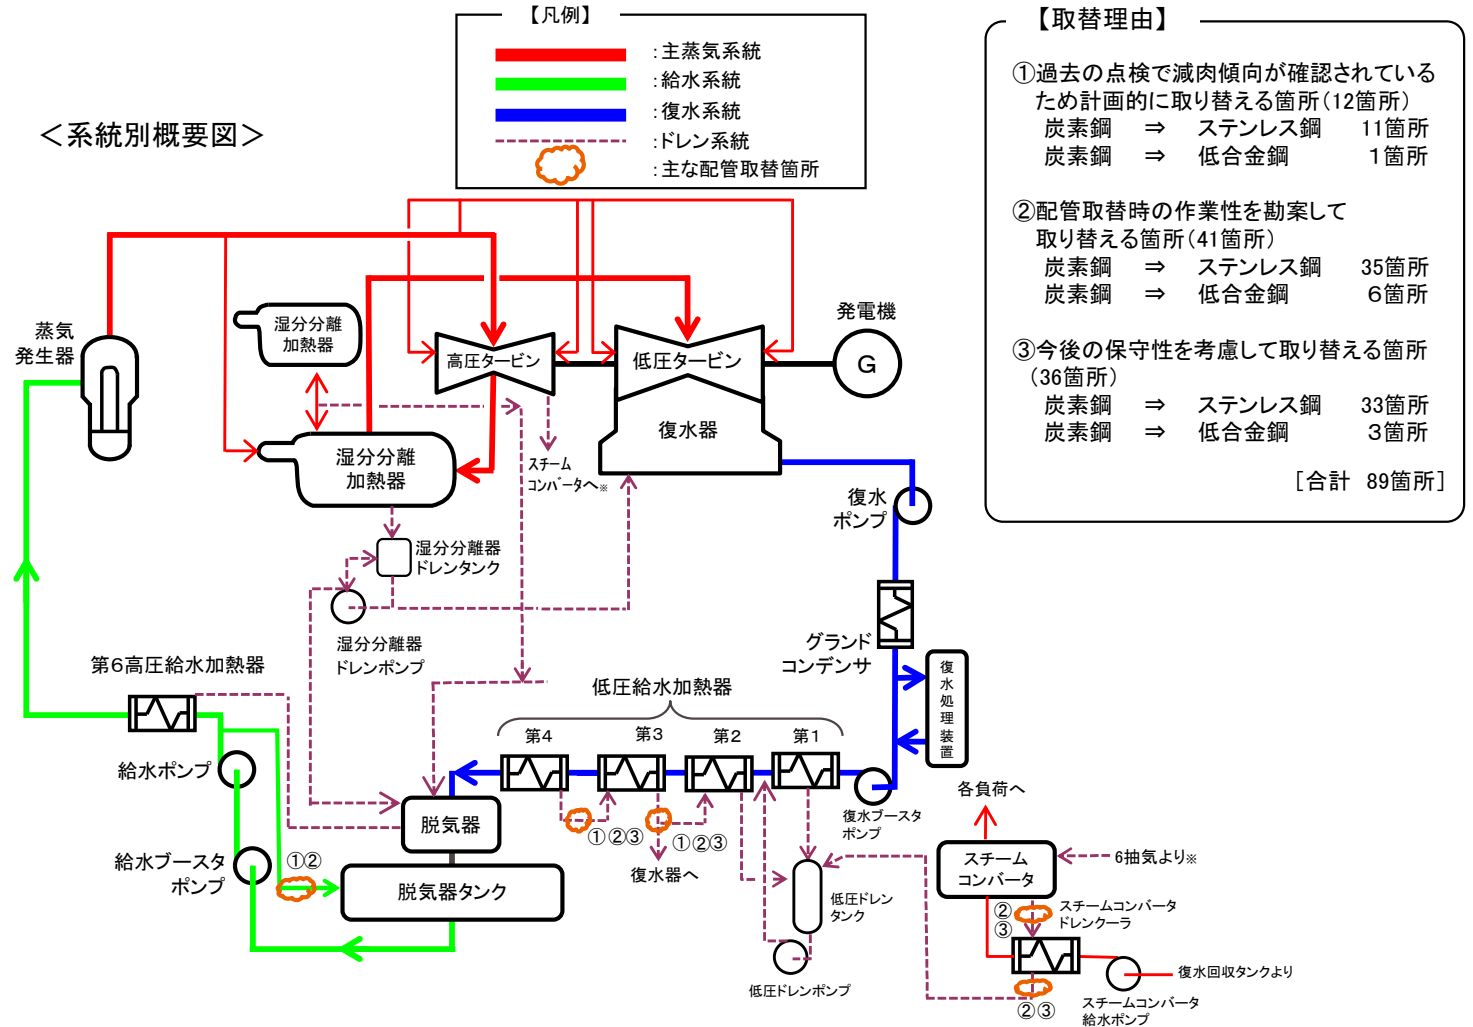 【凡例】
:主蒸気系統
:給水系統
:復水系統
:ドレン系統
:主な配管取替箇所
＜系統別概要図＞
【取替理由】
①過去の点検で減肉傾向が確認されている
ため計画的に取り替える箇所(12箇所)
炭素鋼 ⇒ ステンレス鋼 11箇所
炭素鋼 ⇒ 低合金鋼 1箇所
②配管取替時の作業性を勘案して
取り替える箇所(41箇所)
炭素鋼 ⇒ ステンレス鋼 35箇所
炭素鋼 ⇒ 低合金鋼 6箇所
③今後の保守性を考慮して取り替える箇所
(36箇所)
炭素鋼 ⇒ ステンレス鋼 33箇所
炭素鋼 ⇒ 低合金鋼 3箇所
[合計 89箇所]
蒸気
発生器
湿分分離
加熱器
高圧タービン
低圧タービン
発電機
G
復水器
湿分分離
加熱器
スチーム
コンバータへ※
復水
ポンプ
湿分分離器
ドレンタンク
湿分分離器
ドレンポンプ
グランド
コンデンサ
復水処理装置
第6高圧給水加熱器
低圧給水加熱器
第4
第3
第2
第1
給水ポンプ
脱気器
①②③
①②③
復水器へ
復水ブースタ
ポンプ
各負荷へ
給水ブースタ
ポンプ
①②
脱気器タンク
低圧ドレン
タンク
スチーム
コンバータ
6抽気より※
②
③
スチームコンバータ
ドレンクーラ
低圧ドレンポンプ
②③
復水回収タンクより
スチームコンバータ
給水ポンプ